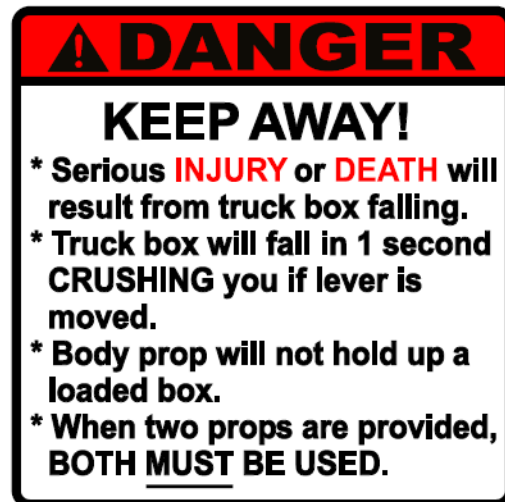 DANGER
KEEP AWAY!
* Serious INJURY or DEATH will
result from truck box falling.
* Truck box will fall in 1 second
CRUSHING you if lever is
moved.
* Body prop will not hold up a
loaded box.
* When two props are provided,
BOTH MUST BE USED.